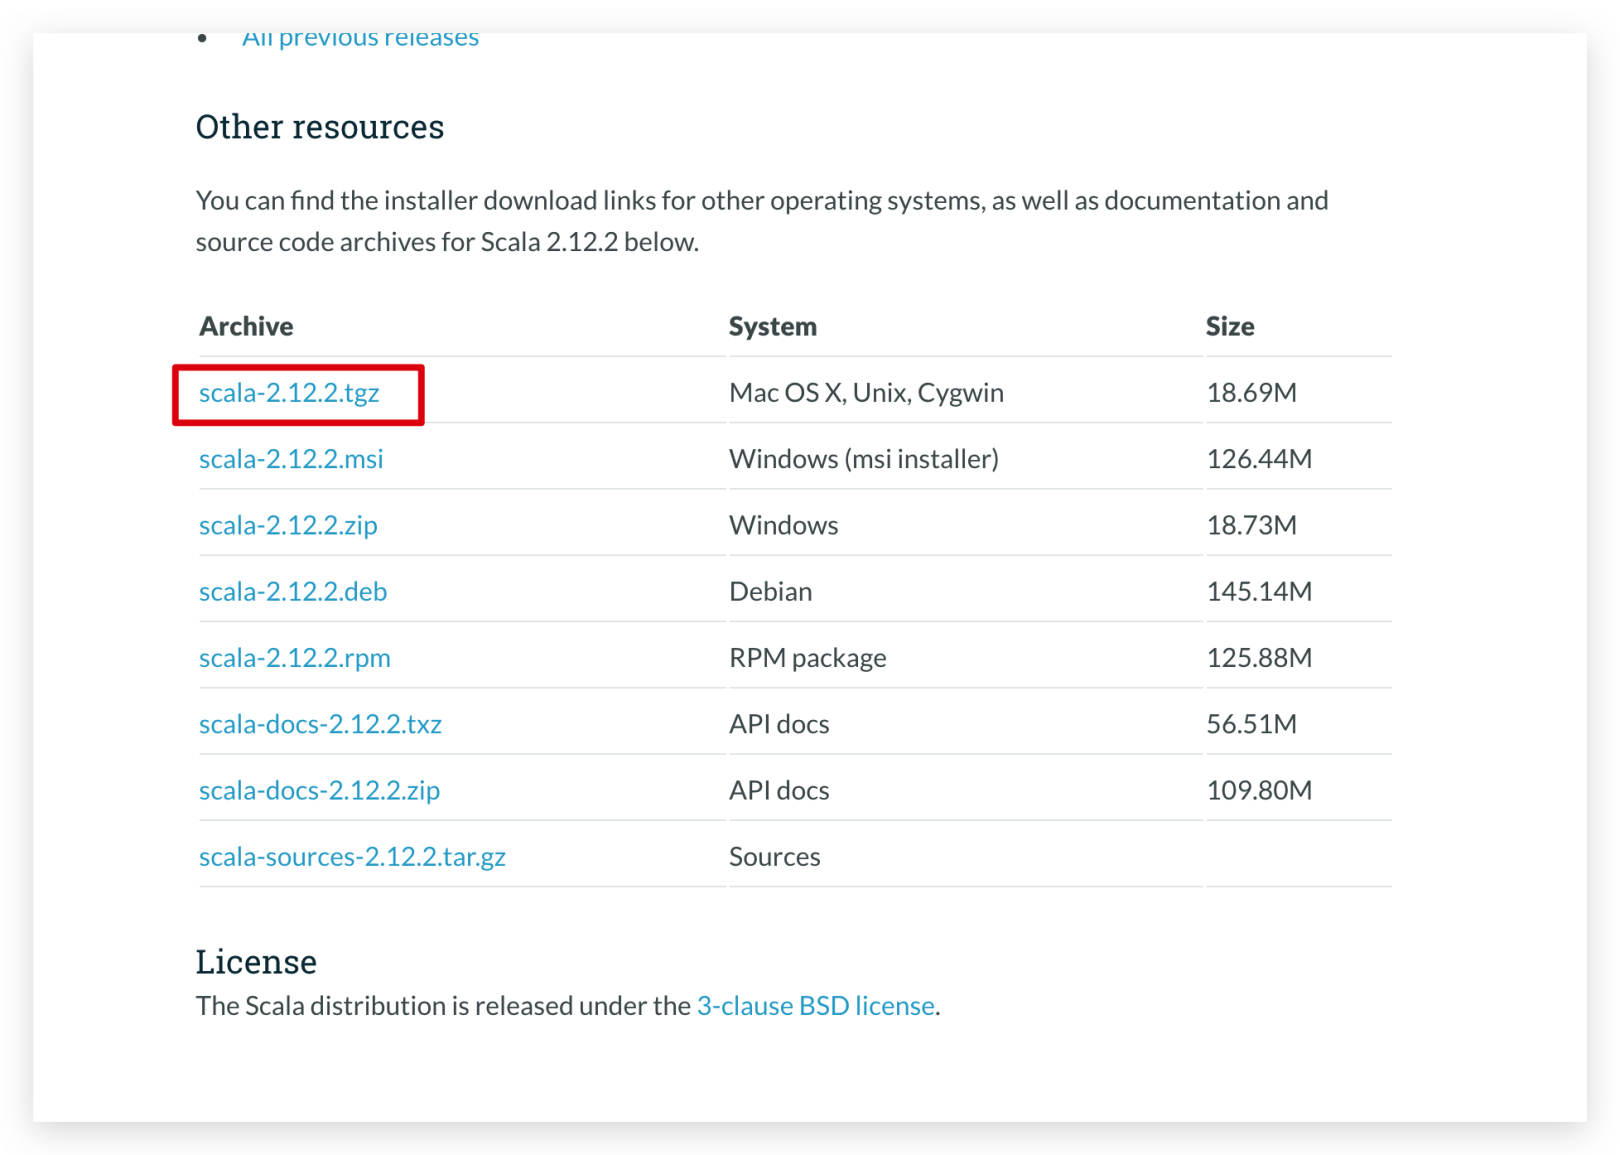 All previous releases
Other resources
You can find the installer download links for other operating systems, as well as documentation and
source code archives for Scala 2.12.2 below.
Archive System Size
scala-2.12.2.tgz Mac OS X, Unix, Cygwin 18.69M
scala-2.12.2.msi Windows (msi installer) 126.44M
scala-2.12.2.zip Windows 18.73M
scala-2.12.2.deb Debian 145.14M
scala-2.12.2.rpm RPM package 125.88M
scala-docs-2.12.2.txz API docs 56.51M
scala-docs-2.12.2.zip API docs 109.80M
scala-sources-2.12.2.tar.gz Sources
License
The Scala distribution is released under the 3-clause BSD license.